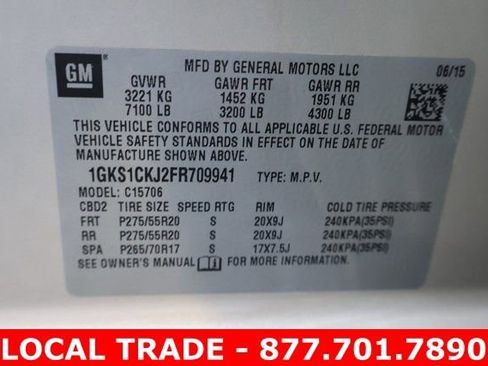 GM
MFD BY GENERAL MOTORS LLC
06/15
GVWR GAWR FRT GAWR RR
3221 KG 1452 KG 1951 KG
7100 LB 3200 LB 4300 LB
THIS VEHICLE CONFORMS TO ALL APPLICABLE U.S. FEDERAL MOTOR
VEHICLE SAFETY STANDARDS IN EFFECT ON THE DATE OF
MANUFACTURE SHOWN ABOVE.
1GKS1CKJ2FR709941 TYPE: M.P.V.
MODEL: C15706
CBD2 TIRE SIZE SPEED RTG RIM COLD TIRE PRESSURE
FRT P275/55R20 S 20X9J 240KPA(35PSI)
RR P275/55R20 S 20X9J 240KPA(35PSI)
SPA P265/70R17 S 17X7.5J 240KPA(35PSI)
SEE OWNER'S MANUAL FOR MORE INFORMATION.
LOCAL TRADE - 877.701.7890